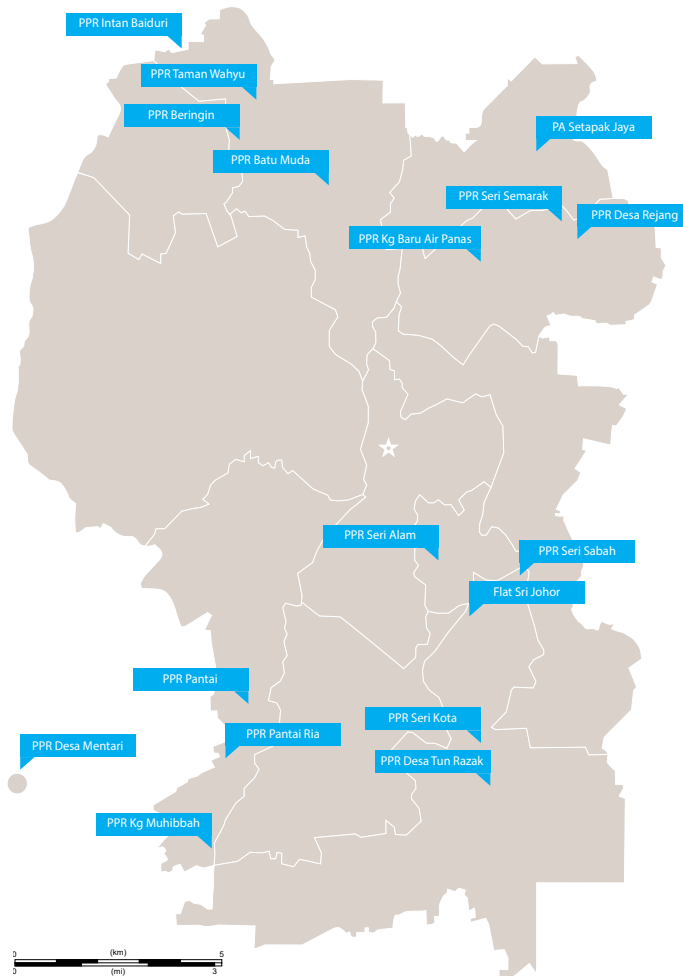 PPR Intan Baiduri
PPR Taman Wahyu
PPR Beringin
PA Setapak Jaya
PPR Batu Muda
PPR Seri Semarak
PPR Desa Rejang
PPR Kg Baru Air Panas
PPR Seri Alam
PPR Seri Sabah
Flat Sri Johor
PPR Pantai
PPR Seri Kota
PPR Pantai Ria
PPR Desa Mentari
PPR Desa Tun Razak
PPR Kg Muhibbah
0 (km) 5
0 (mi) 3